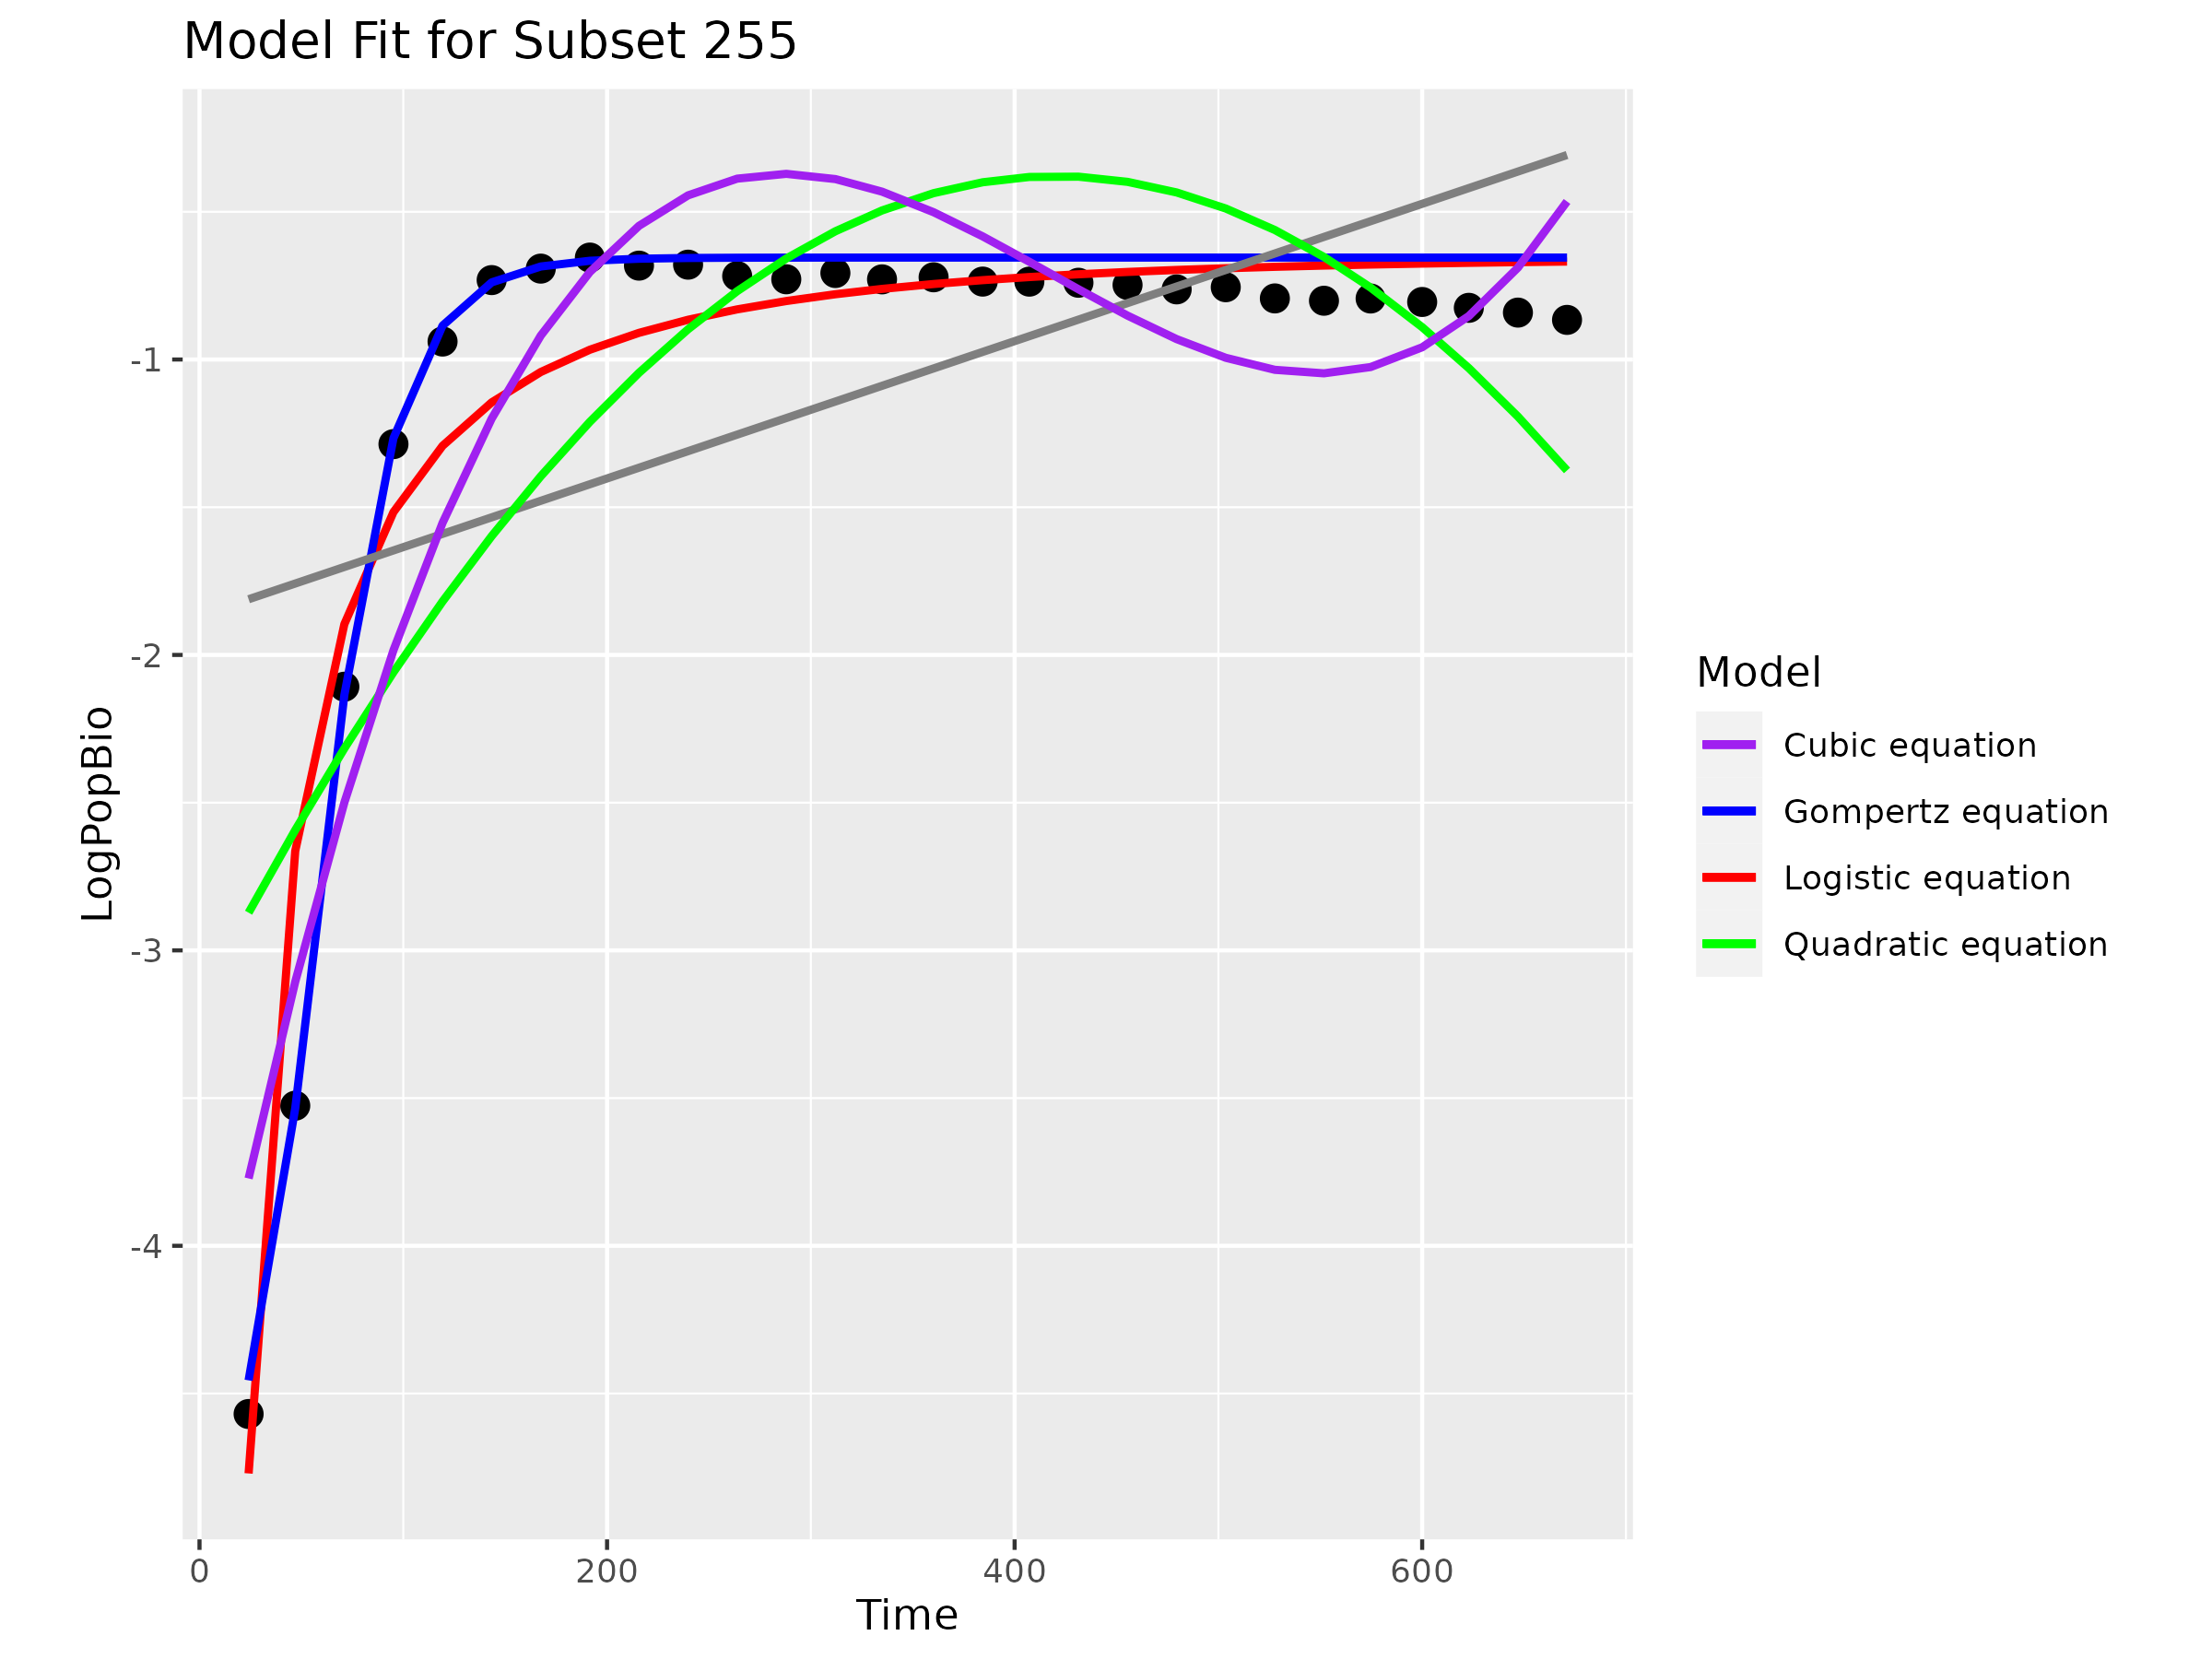 Model Fit for Subset 255
-1
-2
-3
-4
LogPopBio
0 200 400 600
Time
Model
Cubic equation
Gompertz equation
Logistic equation
Quadratic equation